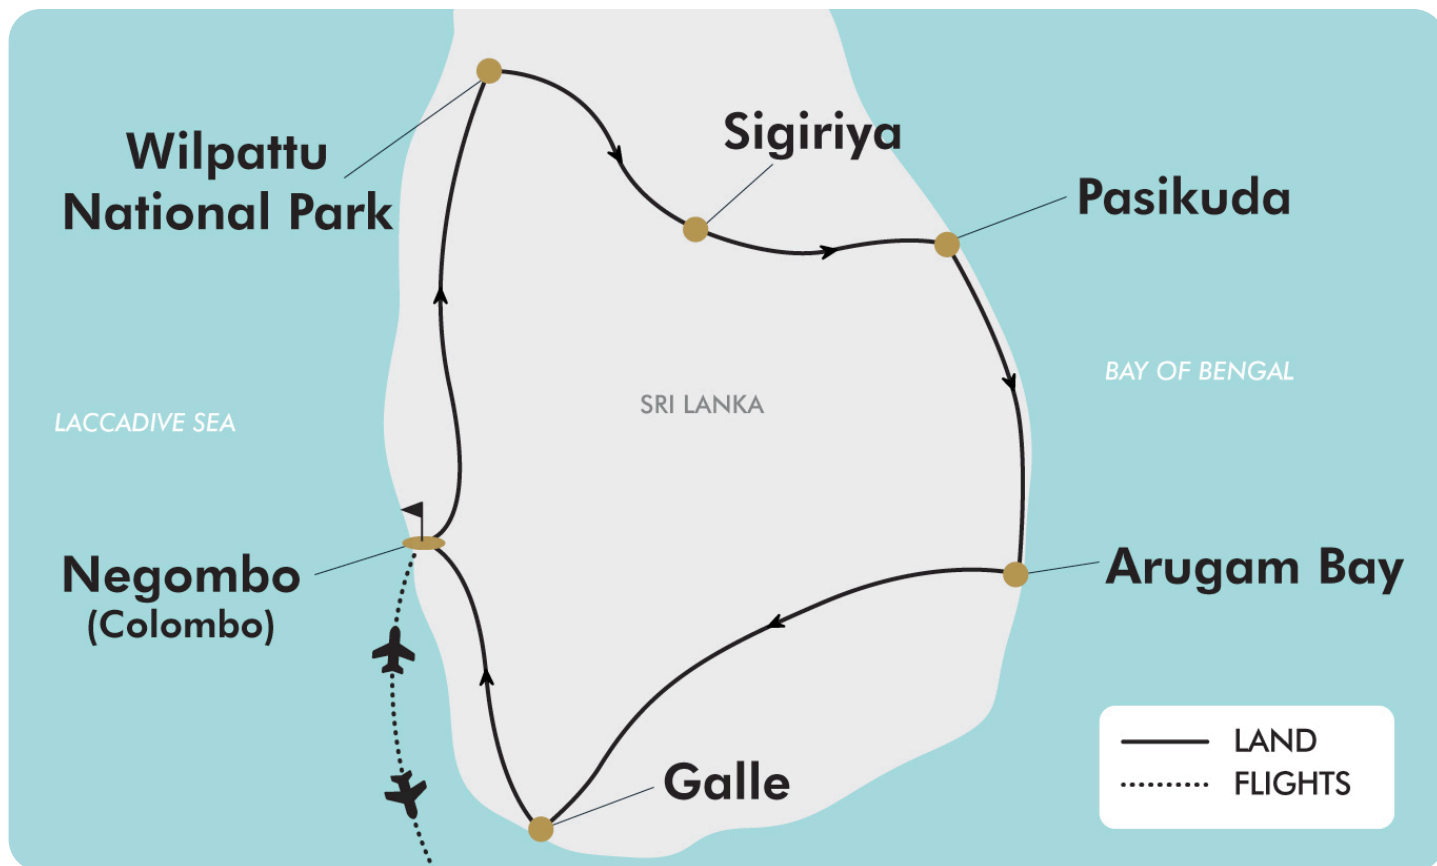 Wilpattu
National Park
Sigiriya
Pasikuda
BAY OF BENGAL
SRI LANKA
LACCADIVE SEA
Negombo
(Colombo)
Arugam Bay
Galle
LAND
FLIGHTS